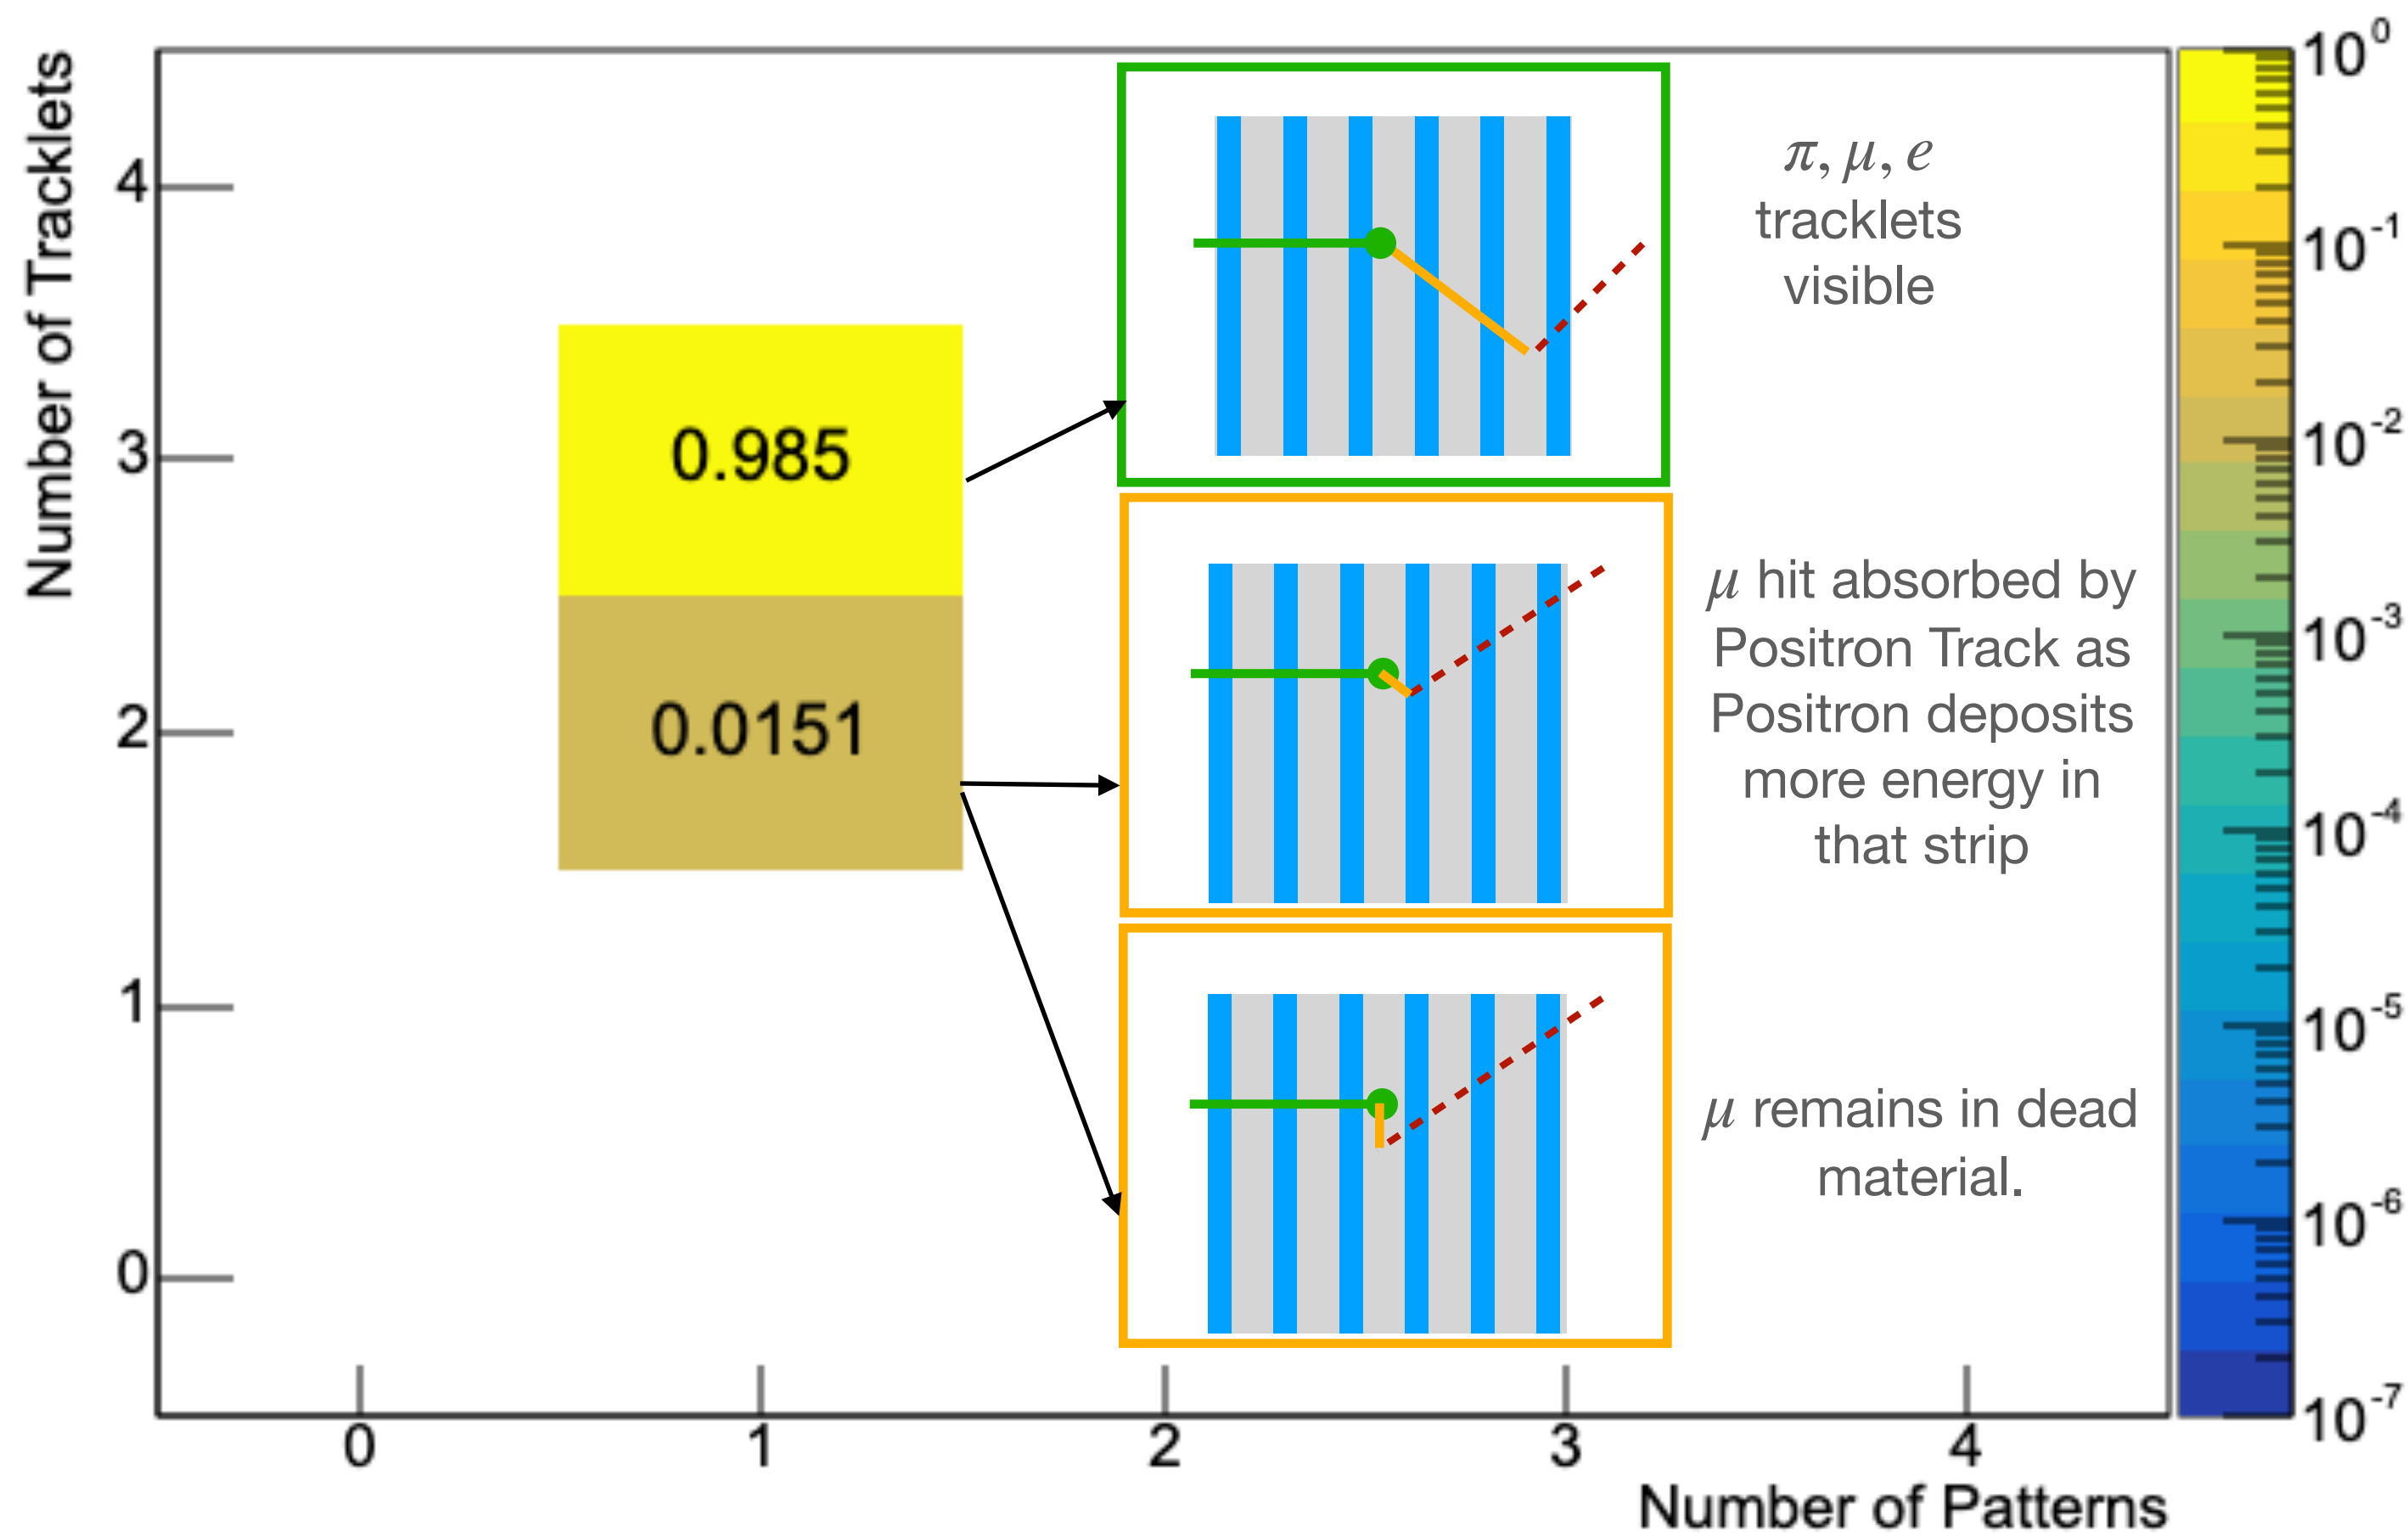 Number of Tracklets
4
3
2
1
0
0.985
0.0151
π, μ, e
tracklets
visible
μ hit absorbed by
Positron Track as
Positron deposits
more energy in
that strip
μ remains in dead
material.
10^0
10^-1
10^-2
10^-3
10^-4
10^-5
10^-6
10^-7
0 1 2 3 4
Number of Patterns